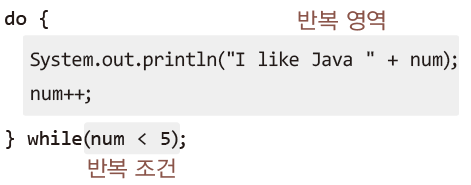 do {
반복 영역
System.out.println("I like Java " + num);
num++;
} while(num < 5);
반복 조건